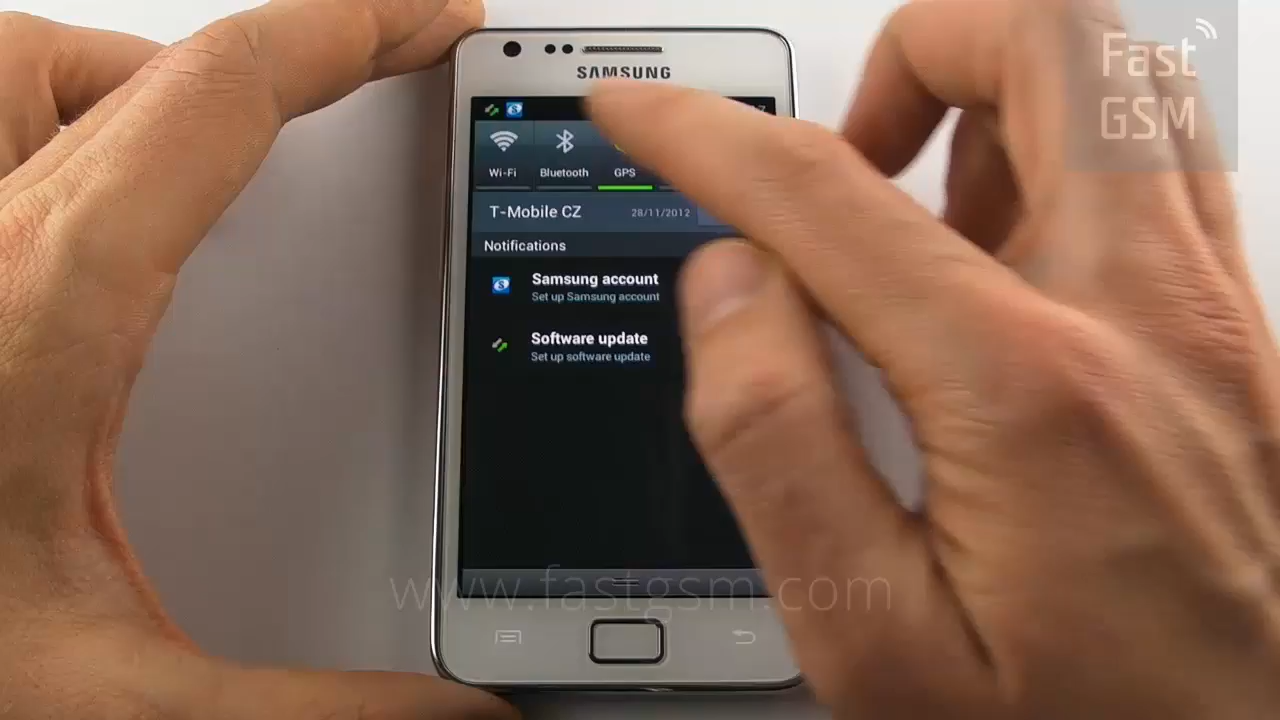 Fast
GSM
SAMSUNG
Wi-Fi
Bluetooth
GPS
T-Mobile CZ
28/11/2012
Notifications
Samsung account
Set up Samsung account
Software update
Set up software update
www.fastgsm.com